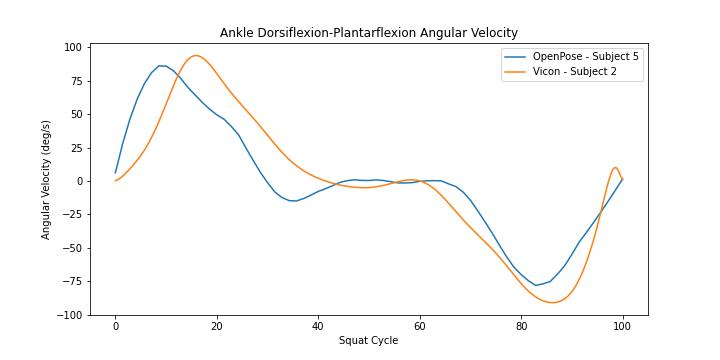 Ankle Dorsiflexion-Plantarflexion Angular Velocity
OpenPose - Subject 5
Vicon - Subject 2
Angular Velocity (deg/s)
100
75
50
25
0
−25
−50
−75
−100
0 20 40 60 80 100
Squat Cycle